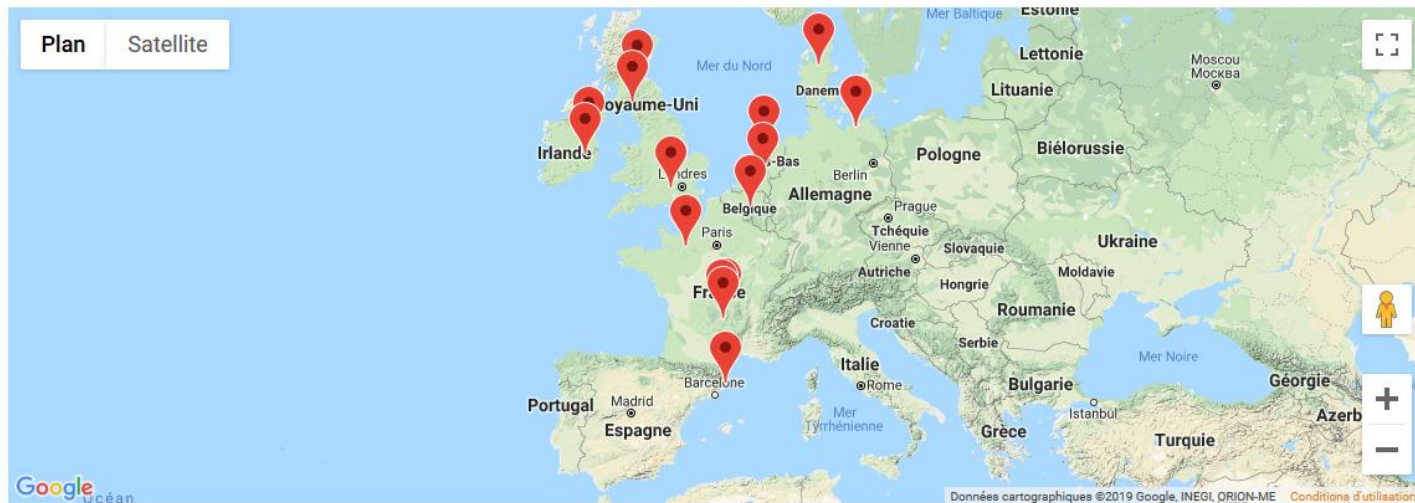 Plan Satellite
Mer Baltique
Estonie
Lettonie
Moscou
Москва
Mer du Nord
Danem
Lituanie
oyaume-Uni
Irlande
s-Bas
Biélorussie
Pologne
Berlin
Londres
Allemagne
Belgique
Prague
Paris
Tchéquie
Ukraine
Vienne
Slovaquie
Autriche
Moldavie
Hongrie
France
Roumanie
Croatie
Serbie
Mer Noire
Italie
Barcelone
Rome
Bulgarie
Géorgie
Portugal
Madrid
Istanbul
Mer
Tyrrhénienne
Azerb
Espagne
Grèce
Turquie
Google
Océan
Données cartographiques ©2019 Google, INEGI, ORION-ME Conditions d'utilisation